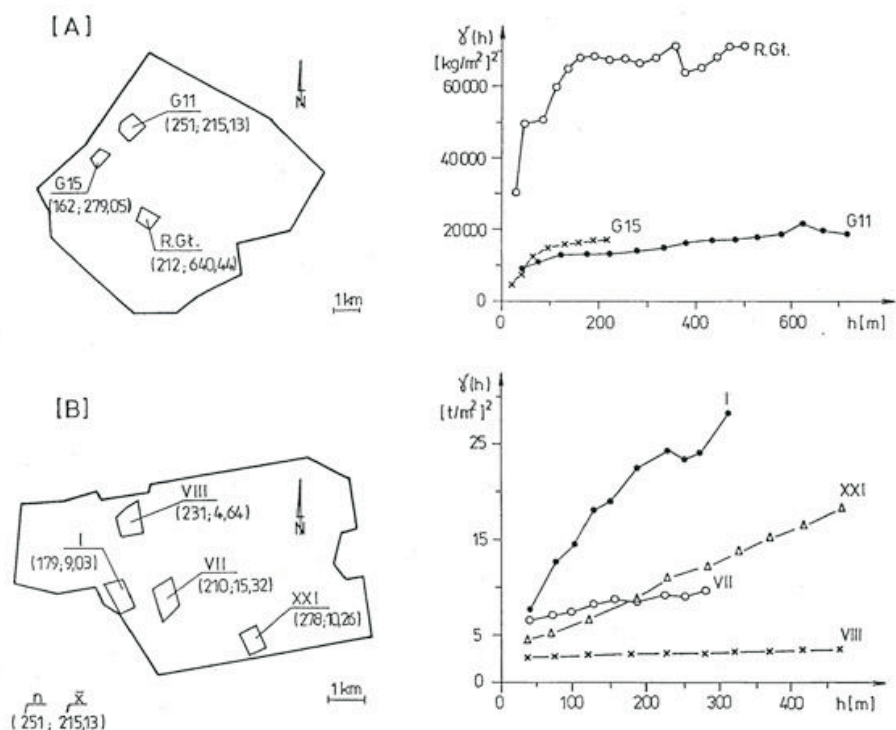 [A]
N
G11
(251; 215,13)
G15
(162; 279,05)
R.Gł.
(212; 640,44)
1km
γ(h)
[kg/m²]²
60000
40000
20000
0
R.Gł.
G15
G11
0 200 400 600 h[m]
[B]
N
VIII
(231; 4,64)
I
(179; 9,03)
VII
(210; 15,32)
XXI
(278; 10,26)
1km
n x̄
(251; 215,13)
γ(h)
[t/m²]²
25
15
5
0
I
XXI
VII
VIII
0 100 200 300 400 h[m]